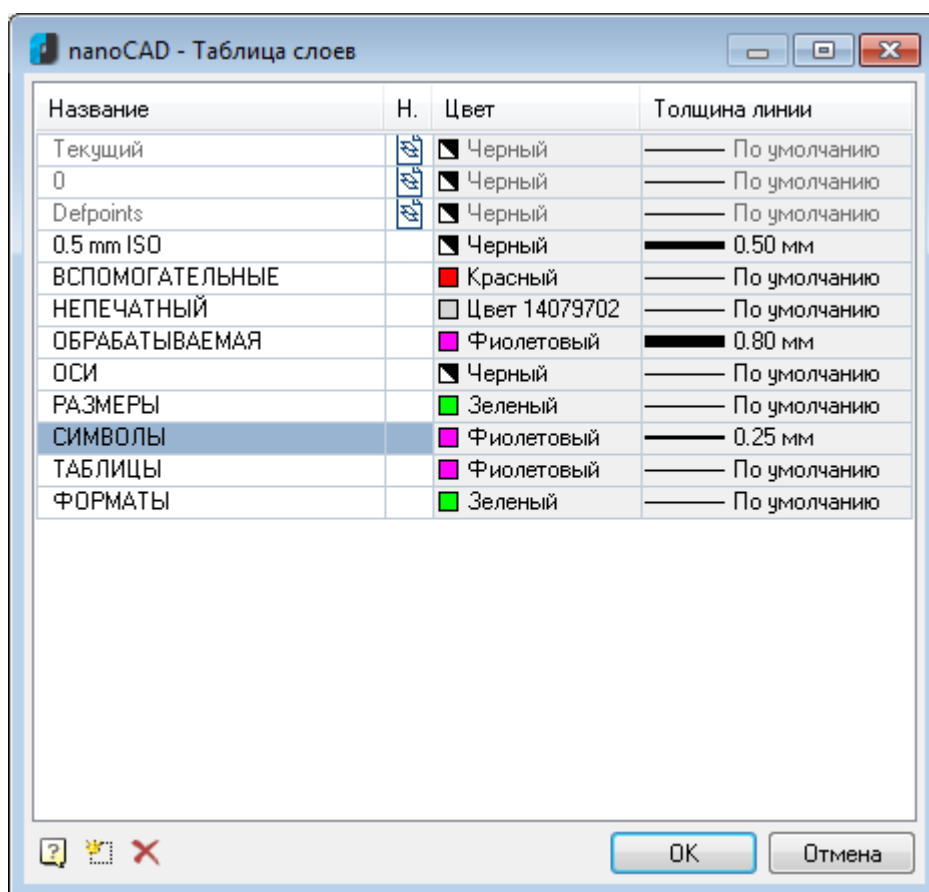 nanoCAD - Таблица слоев
Название Н. Цвет Толщина линии
Текущий Черный По умолчанию
0 Черный По умолчанию
Defpoints Черный По умолчанию
0.5 mm ISO Черный 0.50 мм
ВСПОМОГАТЕЛЬНЫЕ Красный По умолчанию
НЕПЕЧАТНЫЙ Цвет 14079702 По умолчанию
ОБРАБАТЫВАЕМАЯ Фиолетовый 0.80 мм
ОСИ Черный По умолчанию
РАЗМЕРЫ Зеленый По умолчанию
СИМВОЛЫ Фиолетовый 0.25 мм
ТАБЛИЦЫ Фиолетовый По умолчанию
ФОРМАТЫ Зеленый По умолчанию
OK Отмена